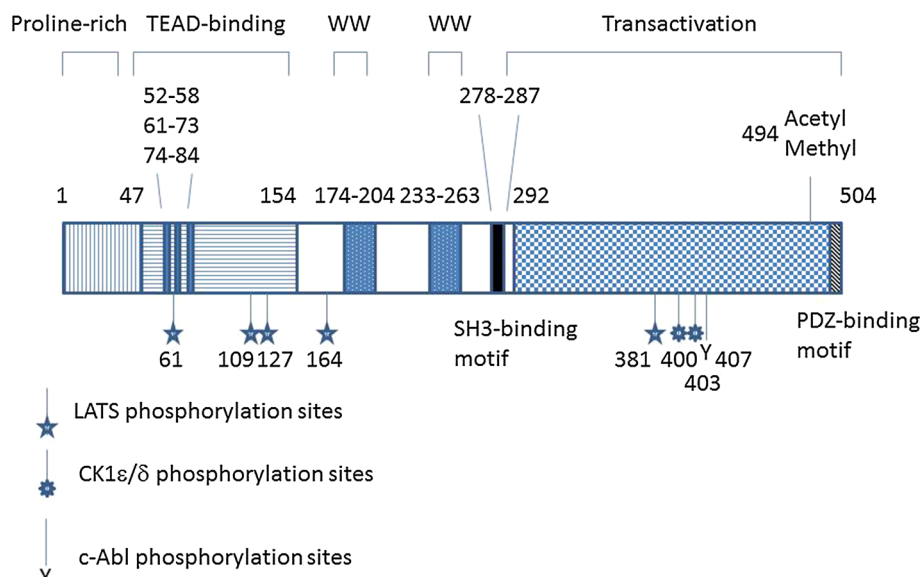 Proline-rich TEAD-binding WW WW Transactivation
52-58 278-287
61-73
74-84
494 Acetyl
Methyl
1 47 154 174-204 233-263 292 504
61 109 127 164 381 400 Y 407
403
SH3-binding
motif
PDZ-binding
motif
LATS phosphorylation sites
CK1ε/δ phosphorylation sites
Y c-Abl phosphorylation sites